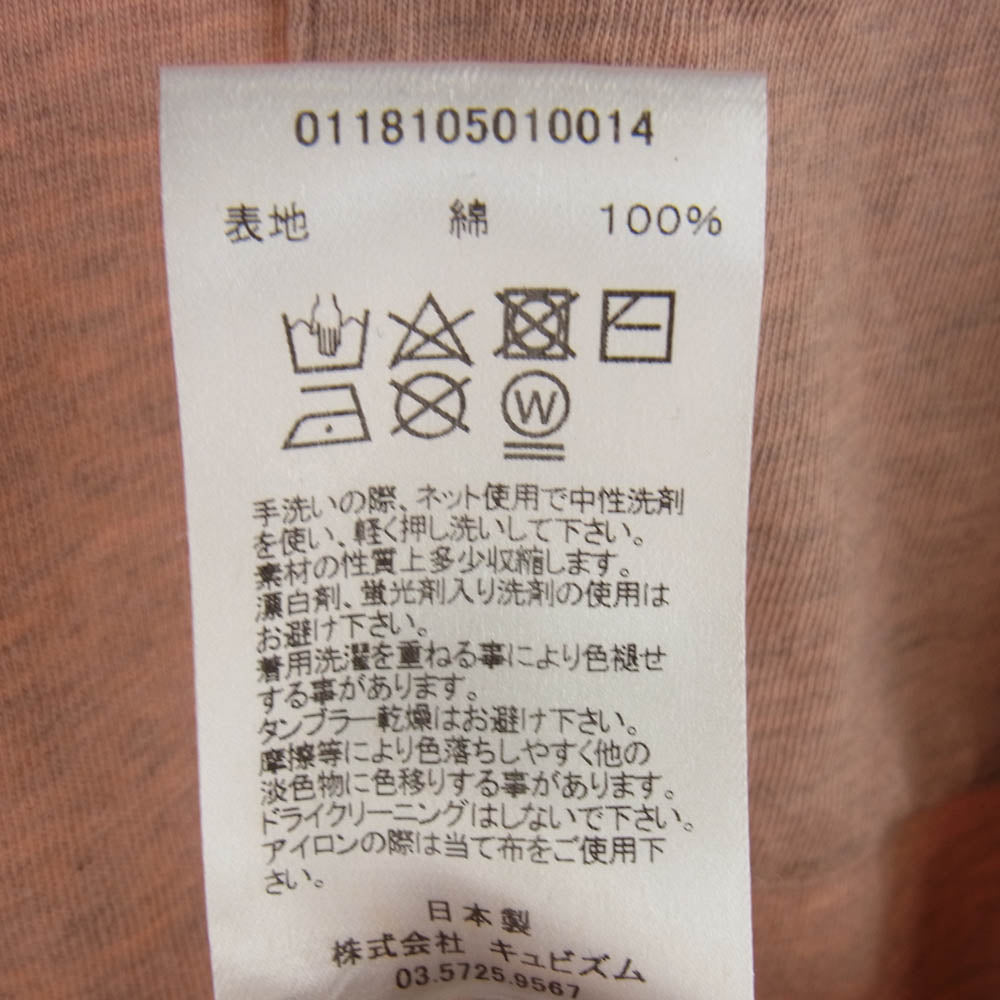 0118105010014
表地 綿 100%
W
手洗いの際、ネット使用で中性洗剤
を使い、軽く押し洗いして下さい。
素材の性質上多少収縮します。
漂白剤、蛍光剤入り洗剤の使用は
お避け下さい。
着用洗濯を重ねる事により色褪せ
する事があります。
タンブラー乾燥はお避け下さい。
摩擦等により色落ちしやすく他の
淡色物に色移りする事があります。
ドライクリーニングはしないで下さい。
アイロンの際は当て布をご使用下
さい。
日本製
株式会社 キュビズム
03.5725.9567